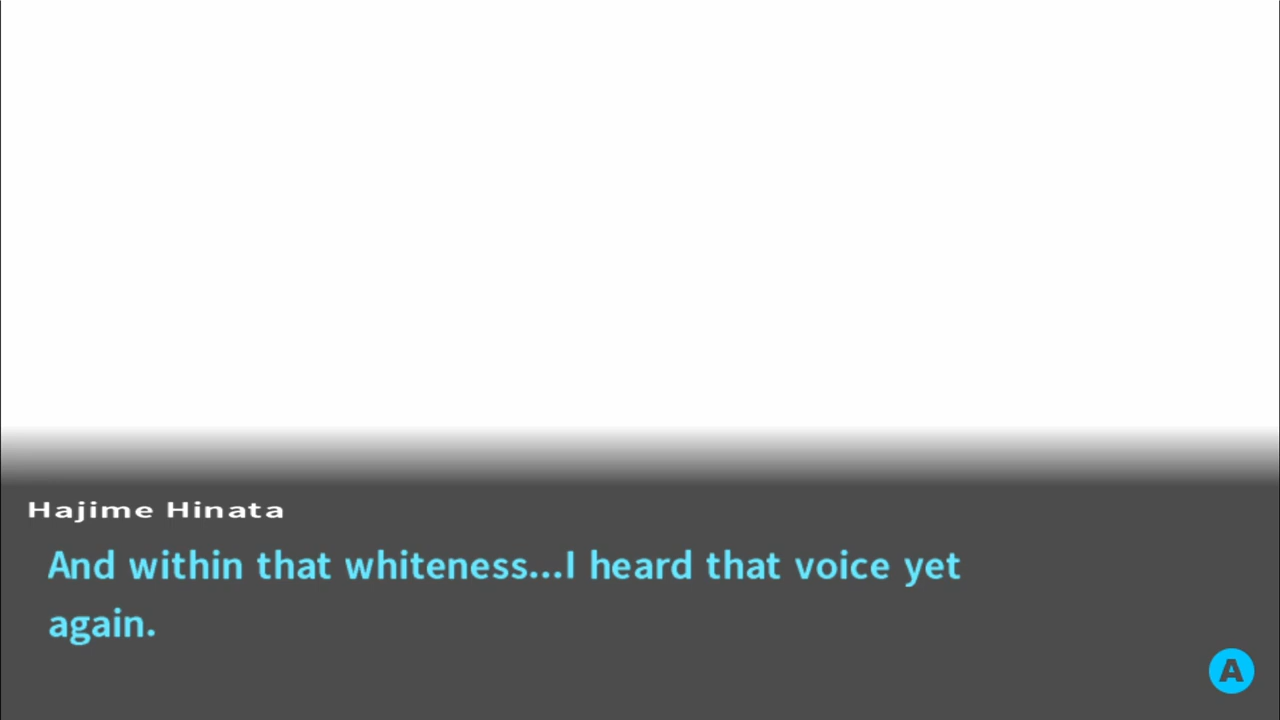 Hajime Hinata
And within that whiteness...I heard that voice yet
again.
A